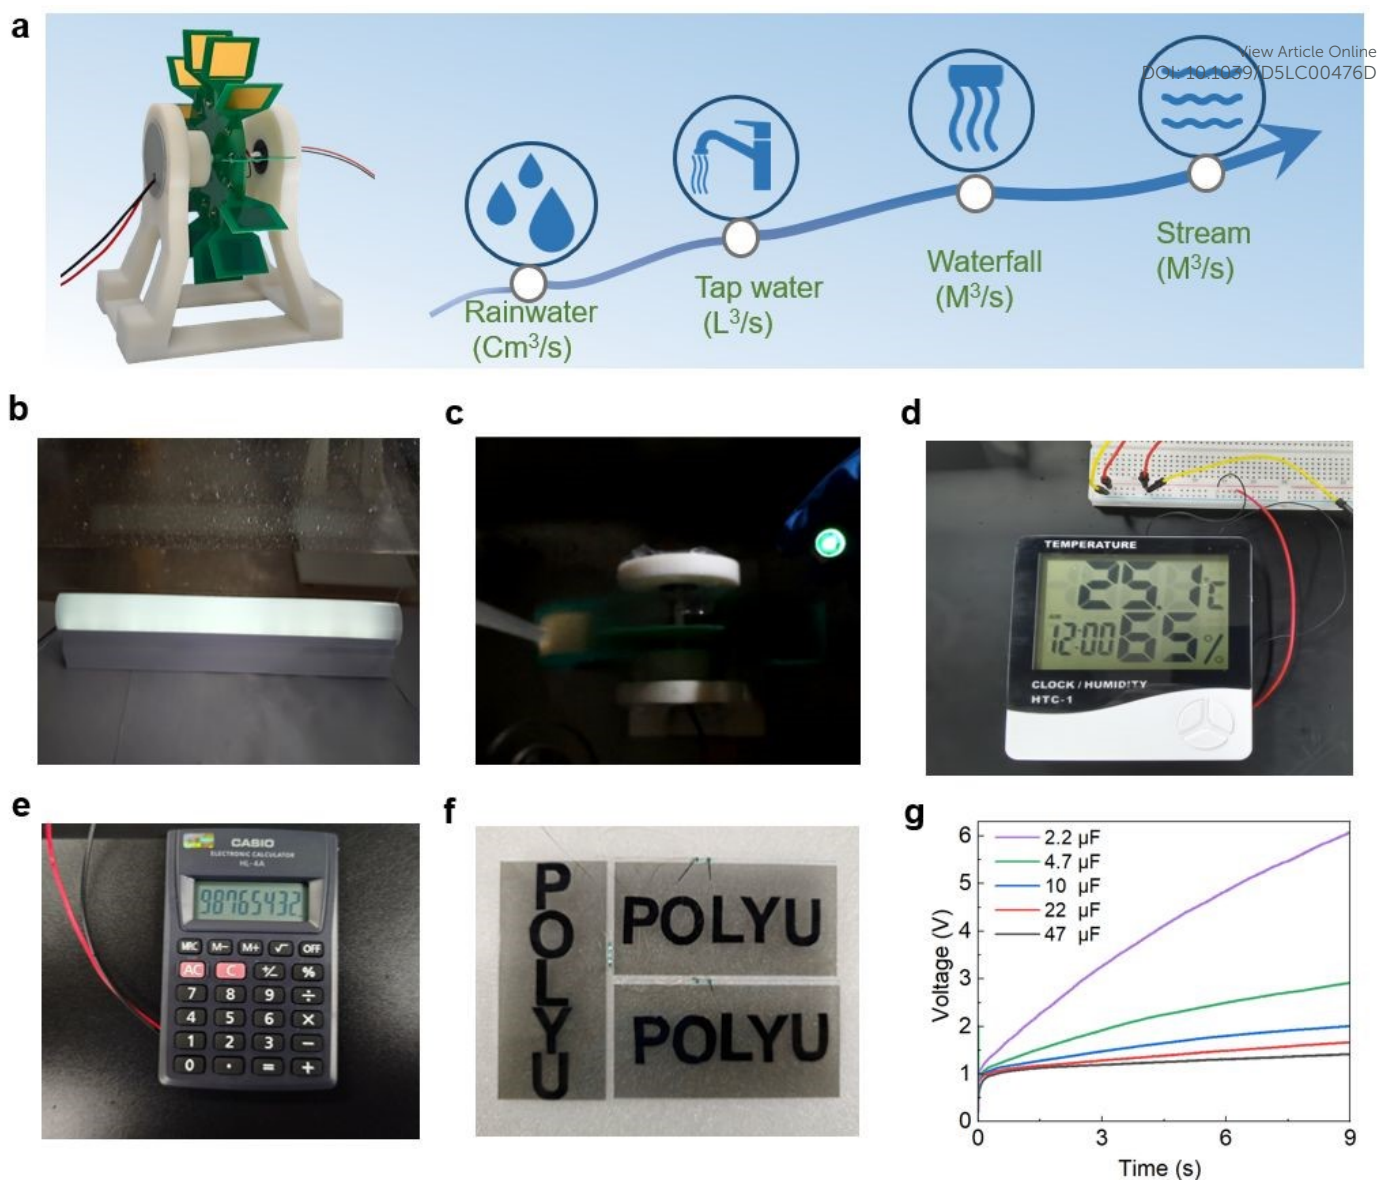 a
View Article Online
DOI: 10.1039/D5LC00476D
Rainwater
(Cm³/s)
Tap water
(L³/s)
Waterfall
(M³/s)
Stream
(M³/s)
b
c
d
TEMPERATURE
25.1°C
12:00 65%
CLOCK / HUMIDITY
HTC-1
e
CASIO
ELECTRONIC CALCULATOR
HL-4A
98765432
MRC M− M+ √ OFF
AC C +/− %
7 8 9 ÷
4 5 6 ×
1 2 3 −
0 · = +
f
POLYU
POLYU
POLYU
g
2.2 µF
4.7 µF
10 µF
22 µF
47 µF
Voltage (V)
6
5
4
3
2
1
0
0 3 6 9
Time (s)